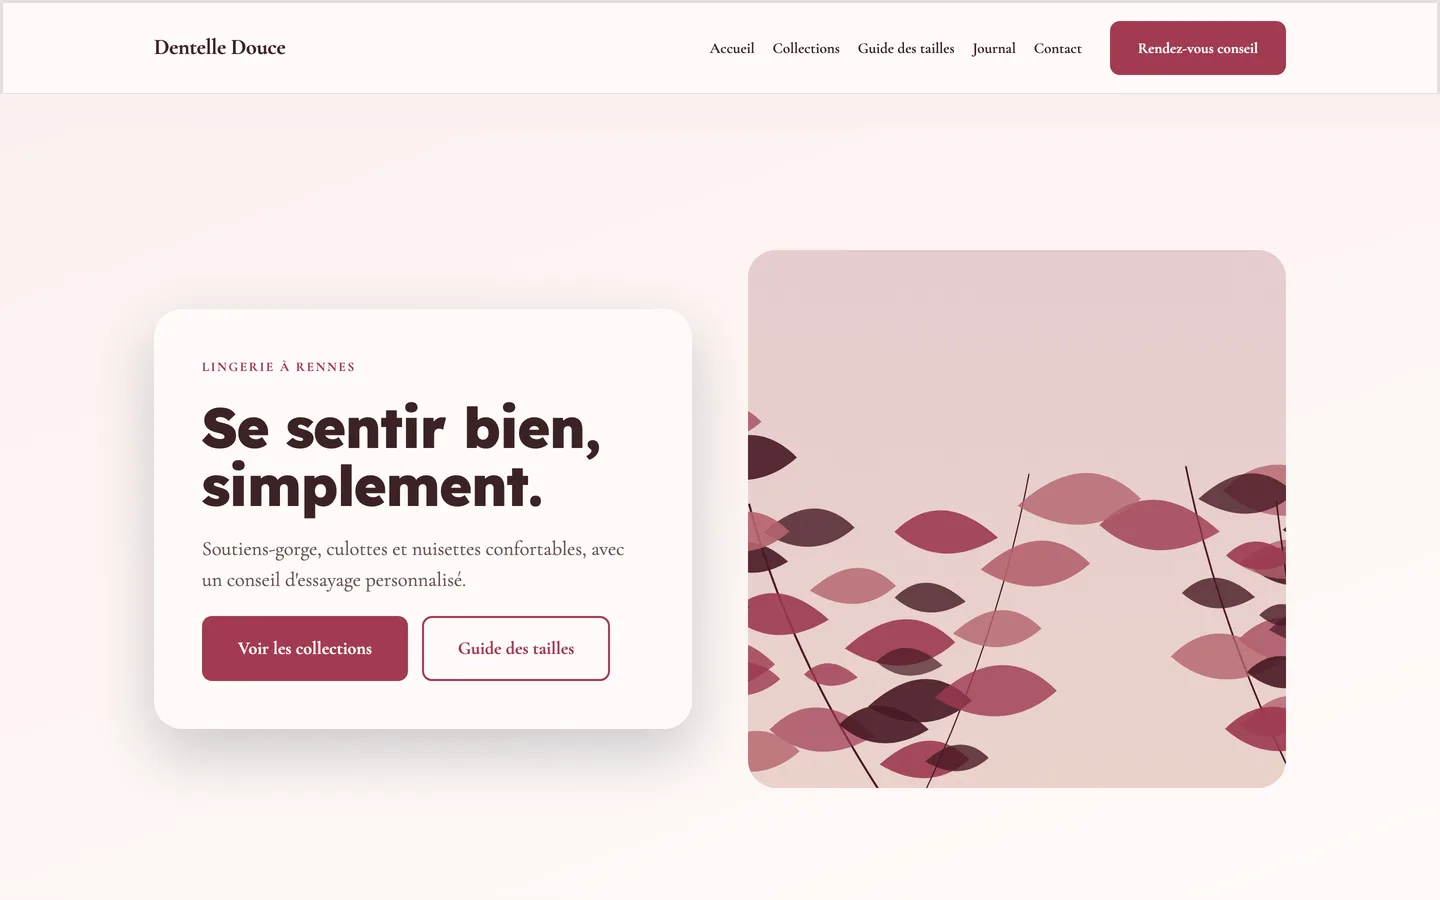 Dentelle Douce
Accueil
Collections
Guide des tailles
Journal
Contact
Rendez-vous conseil
LINGERIE À RENNES
Se sentir bien,
simplement.
Soutiens-gorge, culottes et nuisettes confortables, avec
un conseil d'essayage personnalisé.
Voir les collections
Guide des tailles